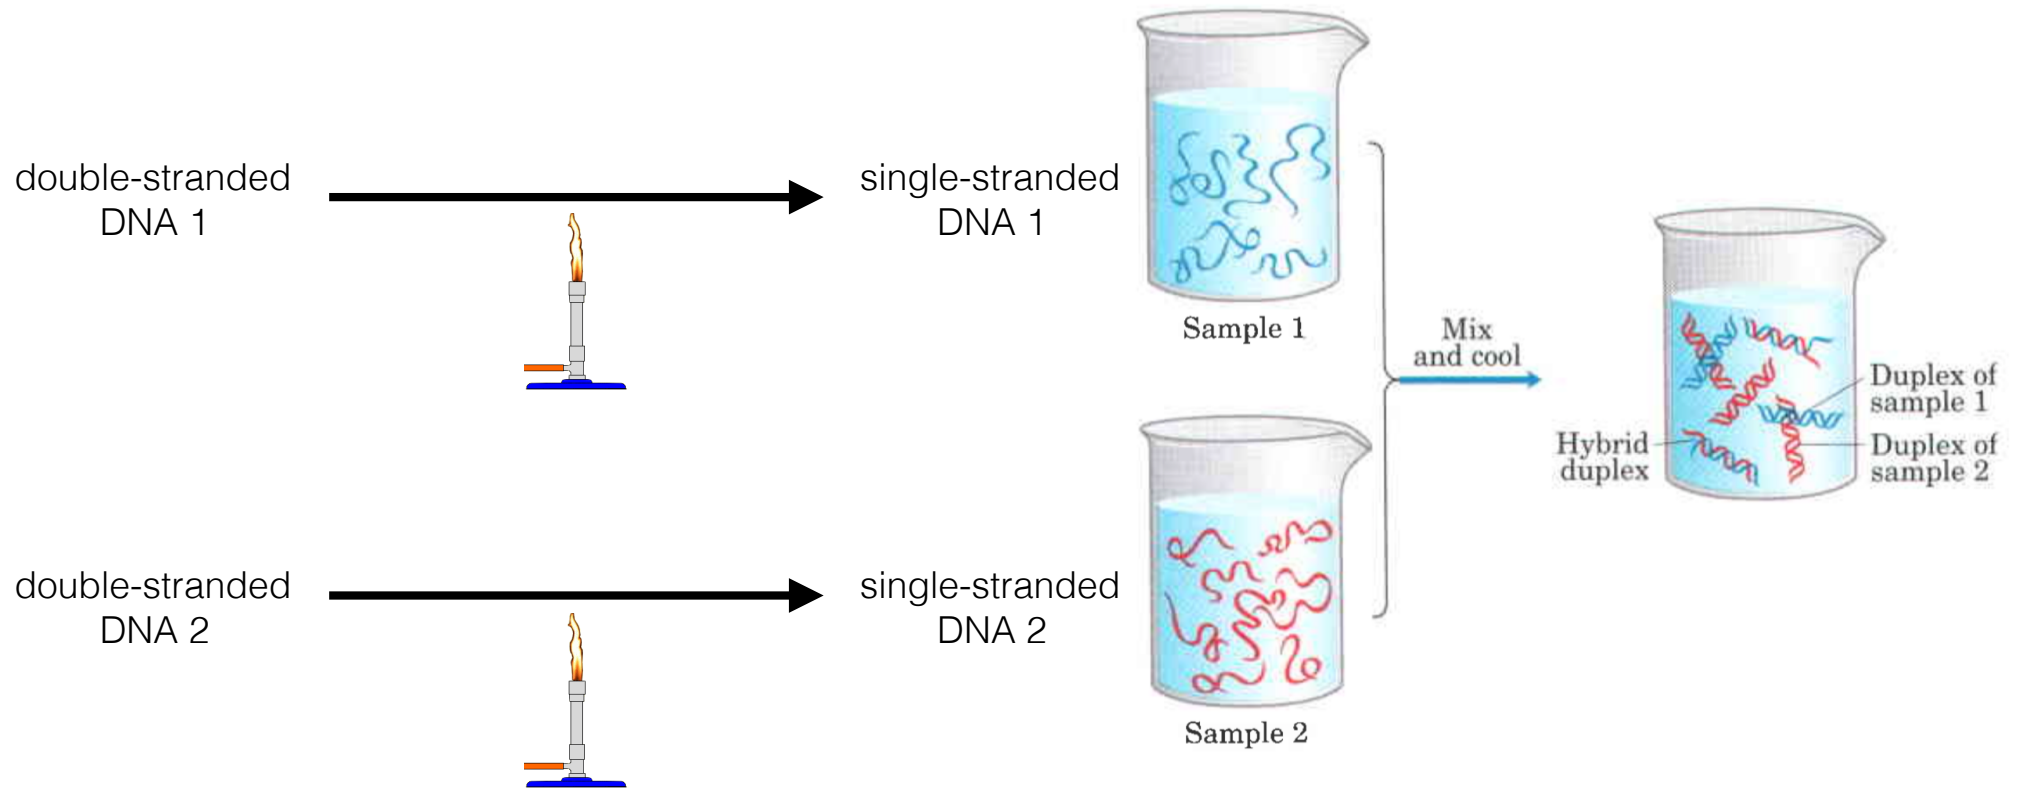 double-stranded
DNA 1
single-stranded
DNA 1
Sample 1
Mix
and cool
Duplex of
sample 1
Hybrid
duplex
Duplex of
sample 2
double-stranded
DNA 2
single-stranded
DNA 2
Sample 2